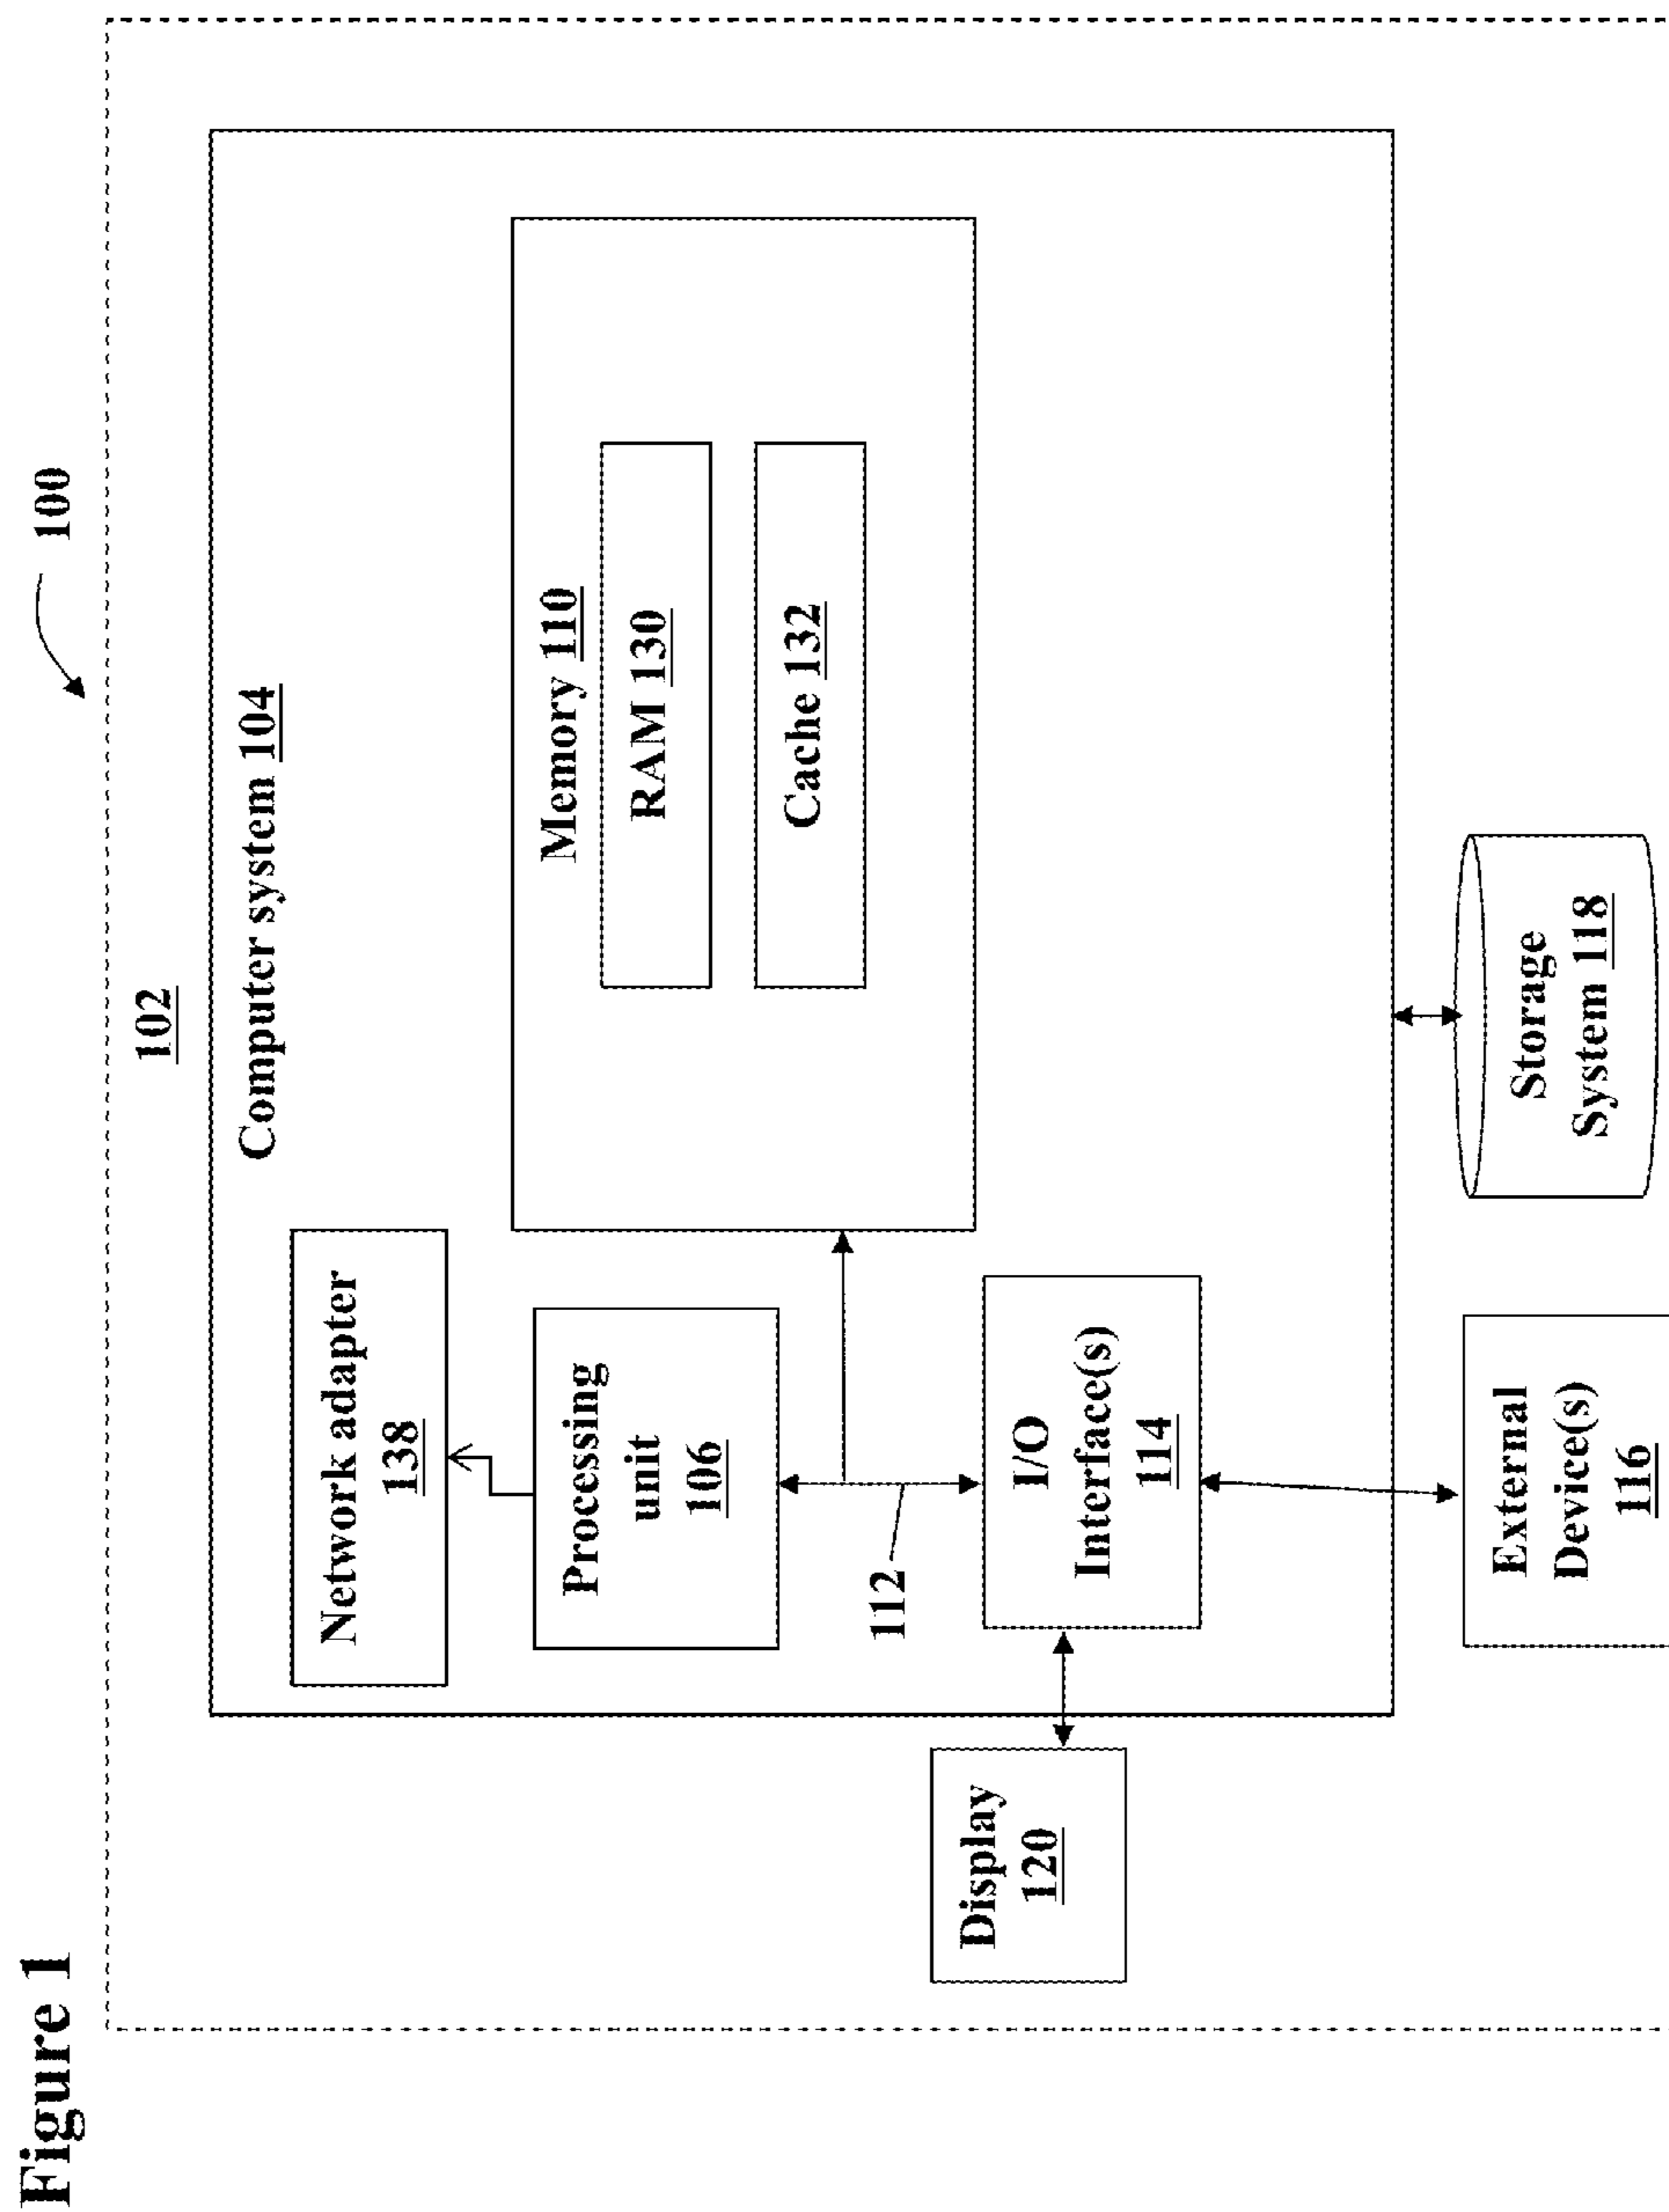 Figure 1
100
102
Computer system 104
Network adapter
138
Processing
unit
106
Memory 110
RAM 130
Cache 132
112
I/O
Interface(s)
114
Display
120
External
Device(s)
116
Storage
System 118